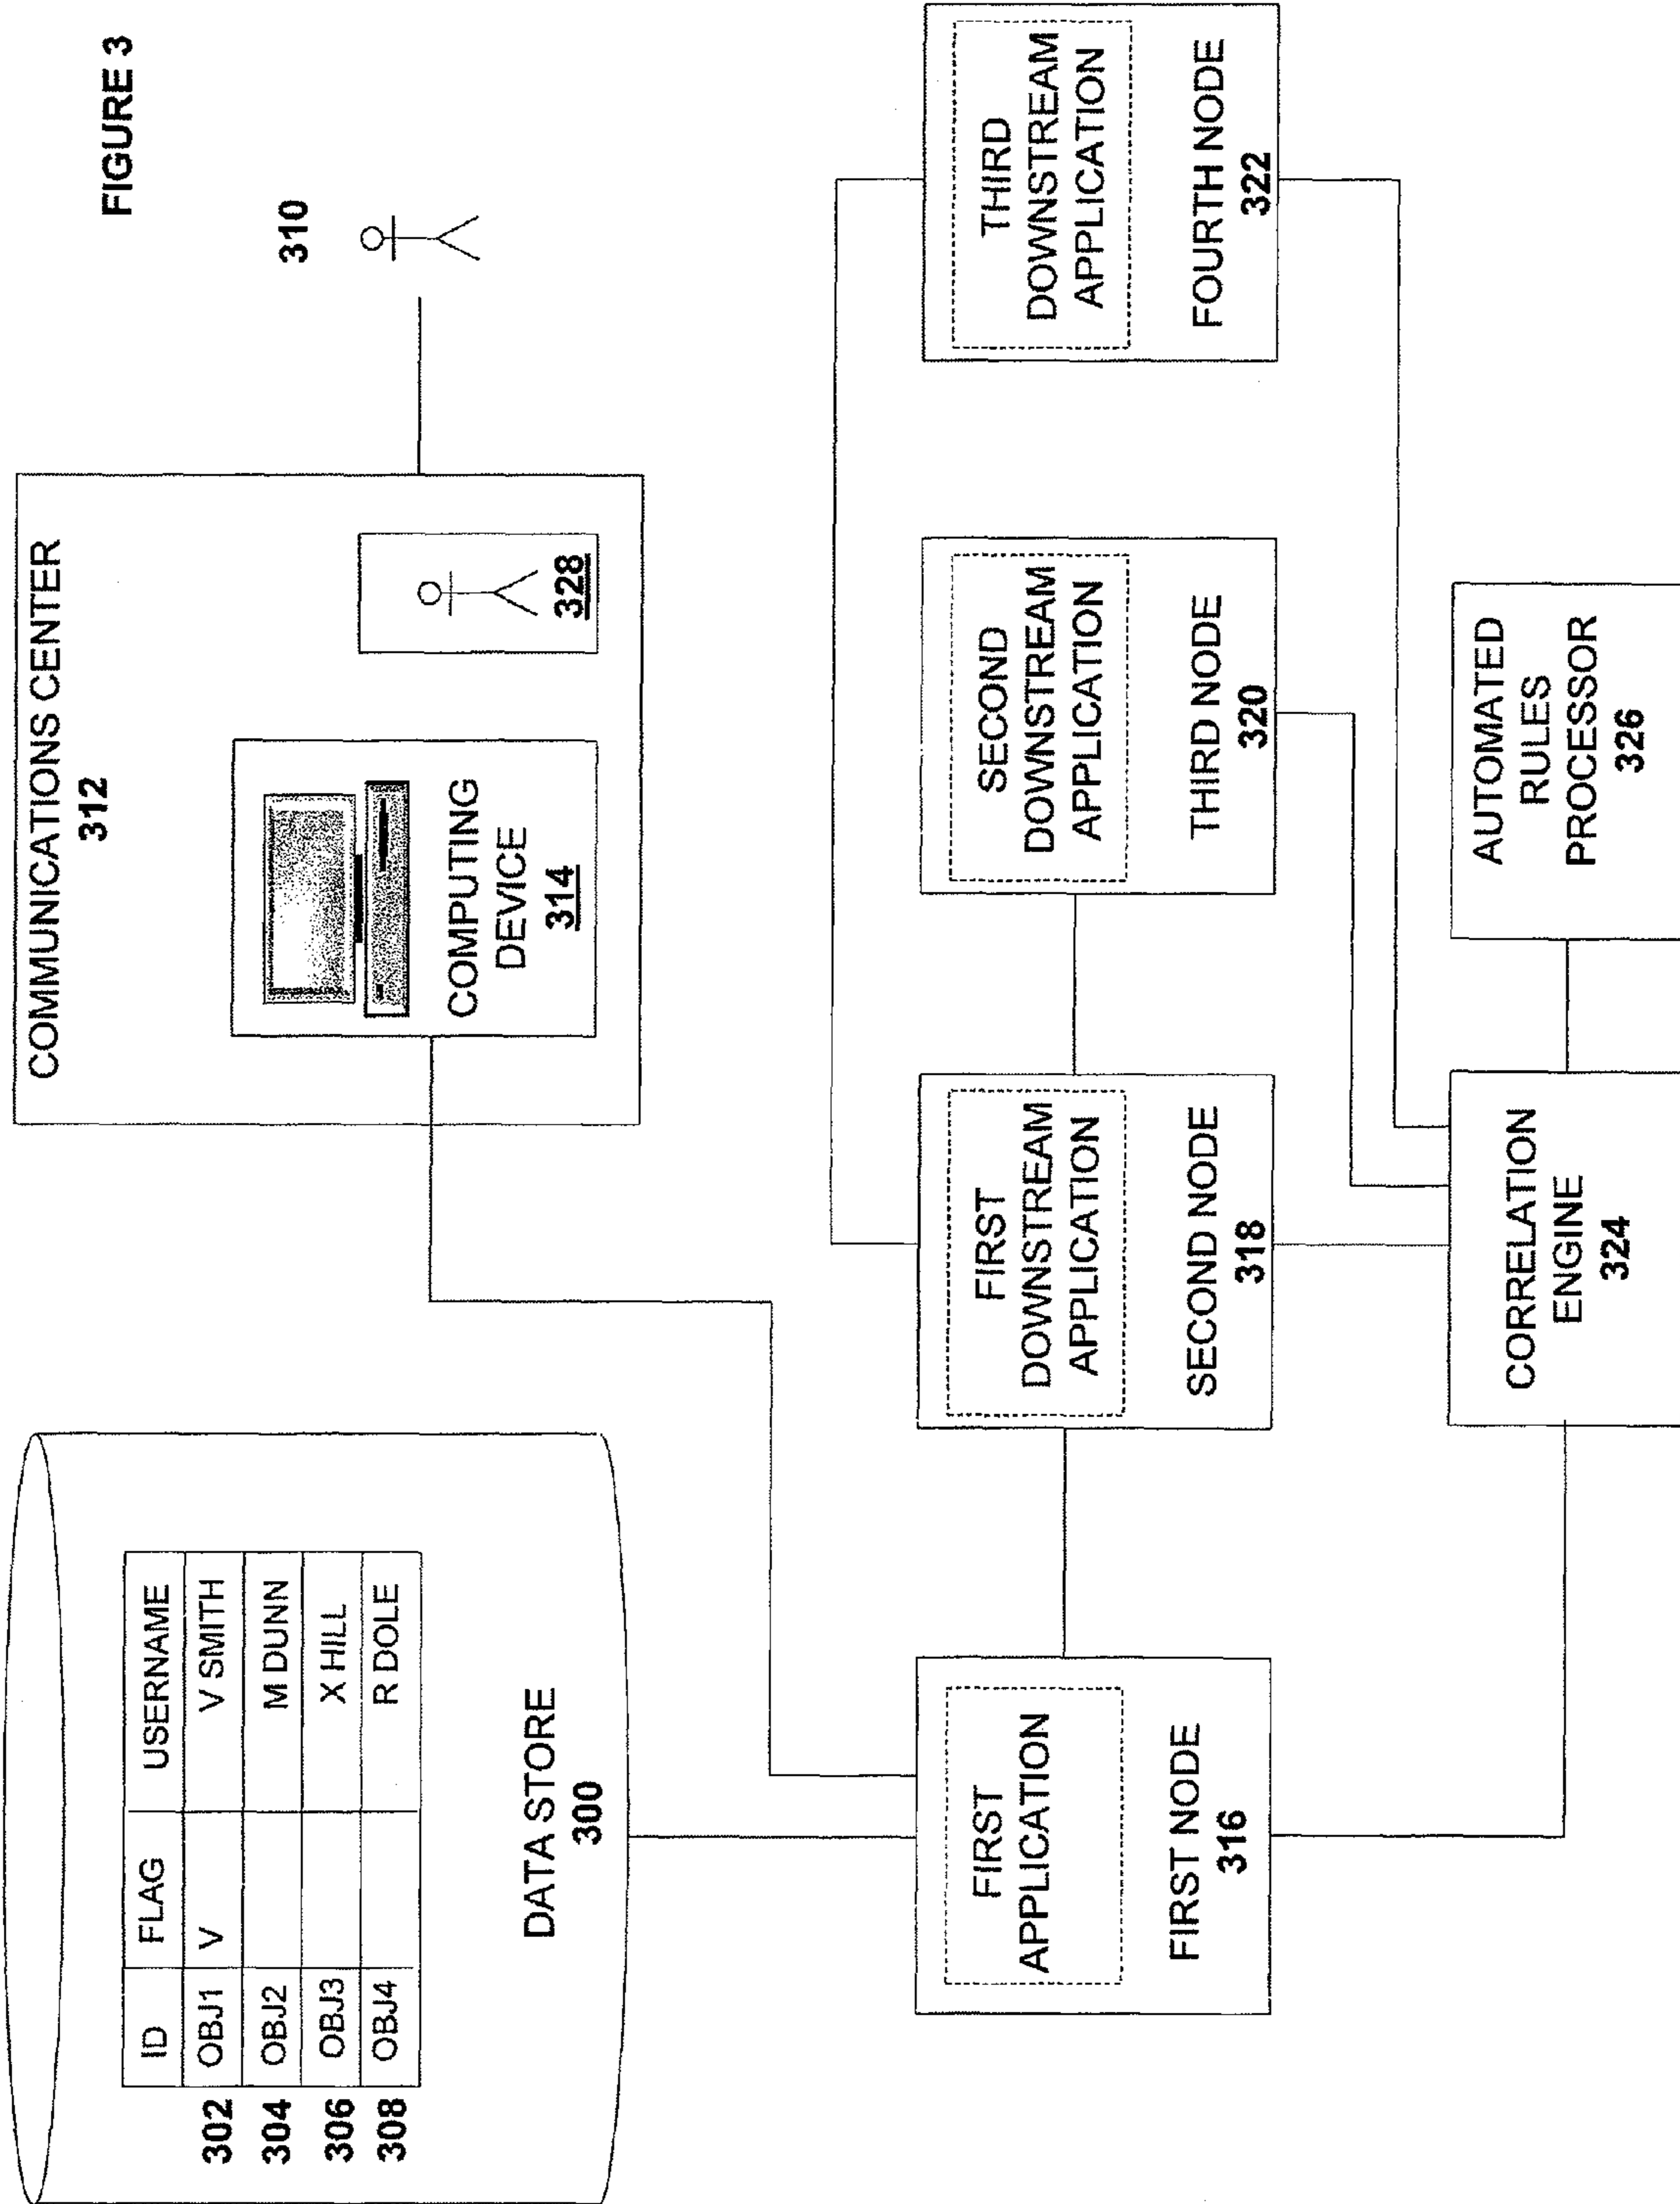 FIGURE 3
COMMUNICATIONS CENTER
312
COMPUTING
DEVICE
314
328
310
ID FLAG USERNAME
302 OBJ1 V V SMITH
304 OBJ2 M DUNN
306 OBJ3 X HILL
308 OBJ4 R DOLE
DATA STORE
300
FIRST
APPLICATION
FIRST NODE
316
FIRST
DOWNSTREAM
APPLICATION
SECOND NODE
318
SECOND
DOWNSTREAM
APPLICATION
THIRD NODE
320
THIRD
DOWNSTREAM
APPLICATION
FOURTH NODE
322
CORRELATION
ENGINE
324
AUTOMATED
RULES
PROCESSOR
326